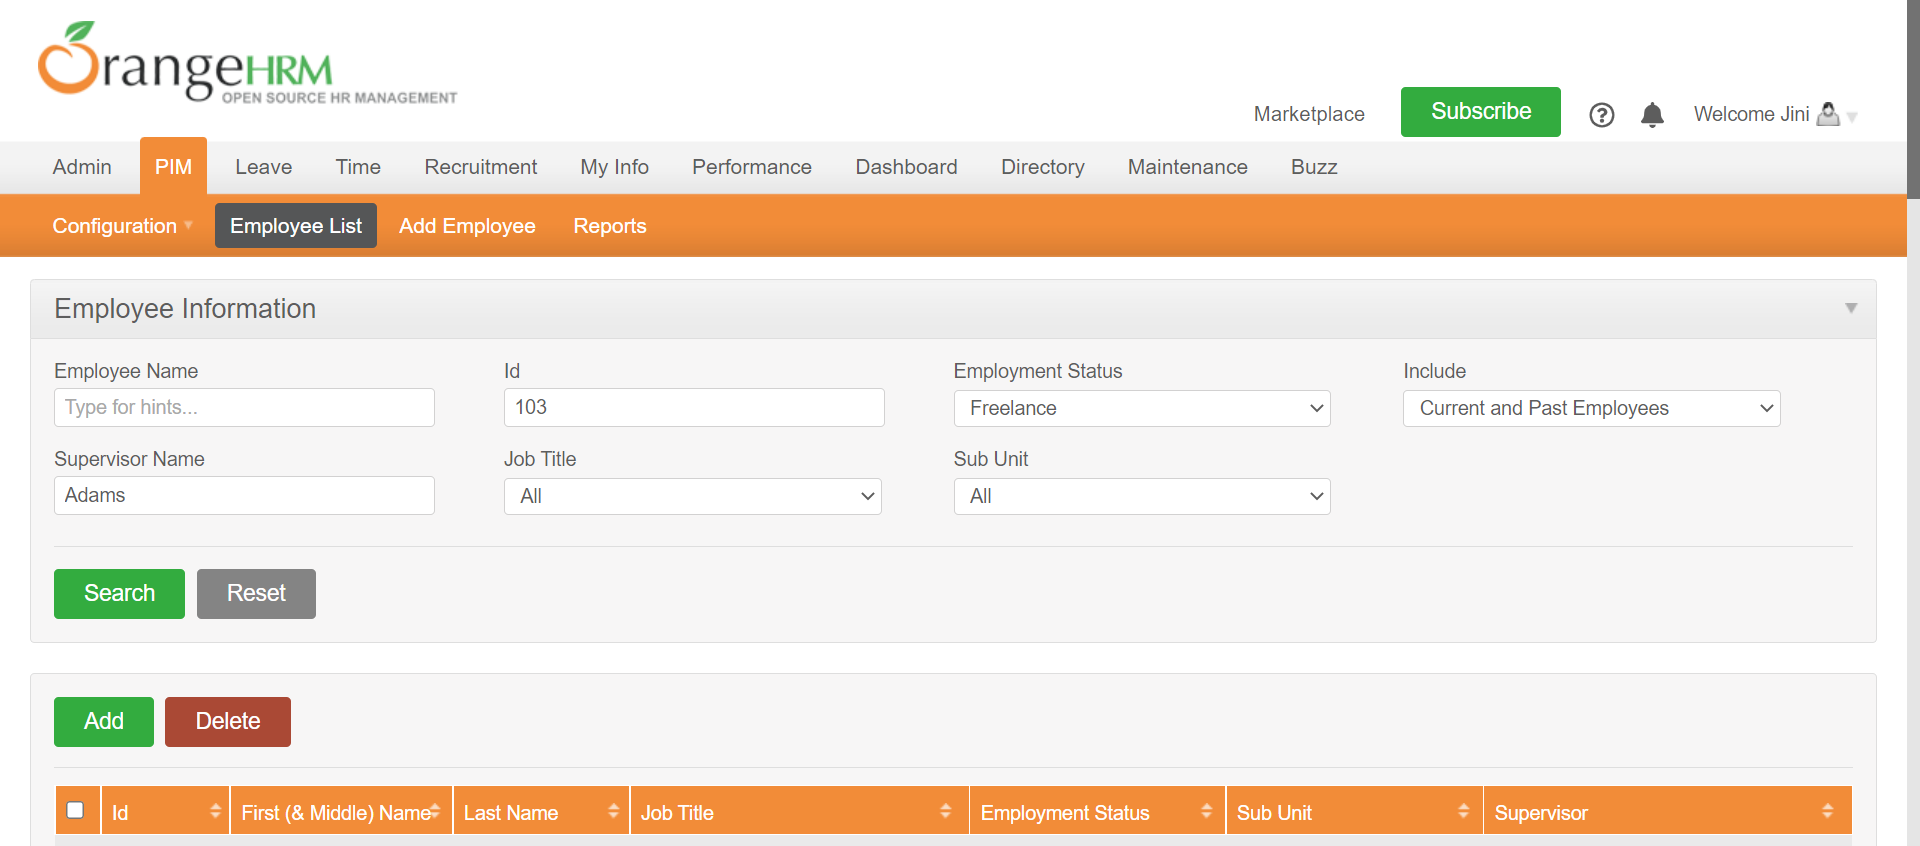 OrangeHRM
OPEN SOURCE HR MANAGEMENT
Marketplace
Subscribe
Welcome Jini
Admin
PIM
Leave
Time
Recruitment
My Info
Performance
Dashboard
Directory
Maintenance
Buzz
Configuration
Employee List
Add Employee
Reports
Employee Information
Employee Name
Id
Employment Status
Include
Type for hints...
103
Freelance
Current and Past Employees
Supervisor Name
Job Title
Sub Unit
Adams
All
All
Search
Reset
Add
Delete
Id
First (& Middle) Name
Last Name
Job Title
Employment Status
Sub Unit
Supervisor